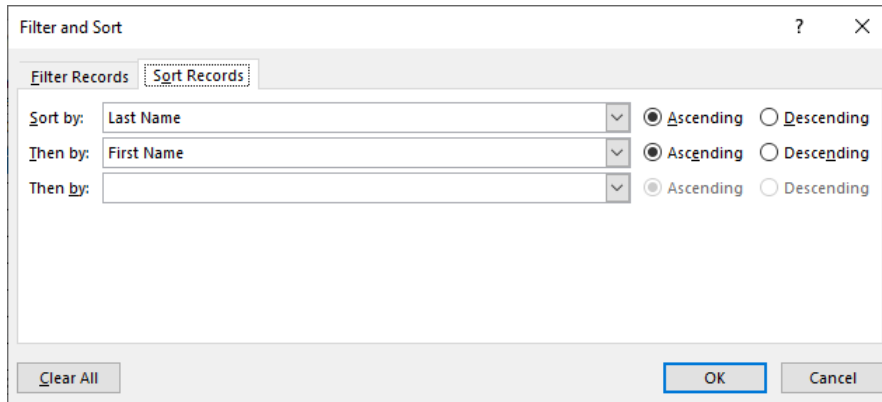 Filter and Sort ?
Filter Records Sort Records
Sort by: Last Name Ascending Descending
Then by: First Name Ascending Descending
Then by: Ascending Descending
Clear All OK Cancel